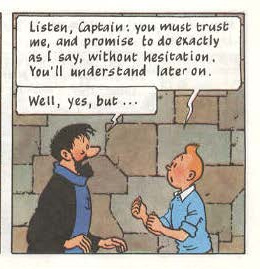 Listen, Captain: you must trust
me, and promise to do exactly
as I say, without hesitation.
You'll understand later on.
Well, yes, but ...